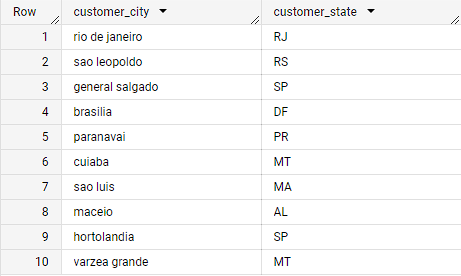 Row customer_city customer_state
1 rio de janeiro RJ
2 sao leopoldo RS
3 general salgado SP
4 brasilia DF
5 paranavai PR
6 cuiaba MT
7 sao luis MA
8 maceio AL
9 hortolandia SP
10 varzea grande MT